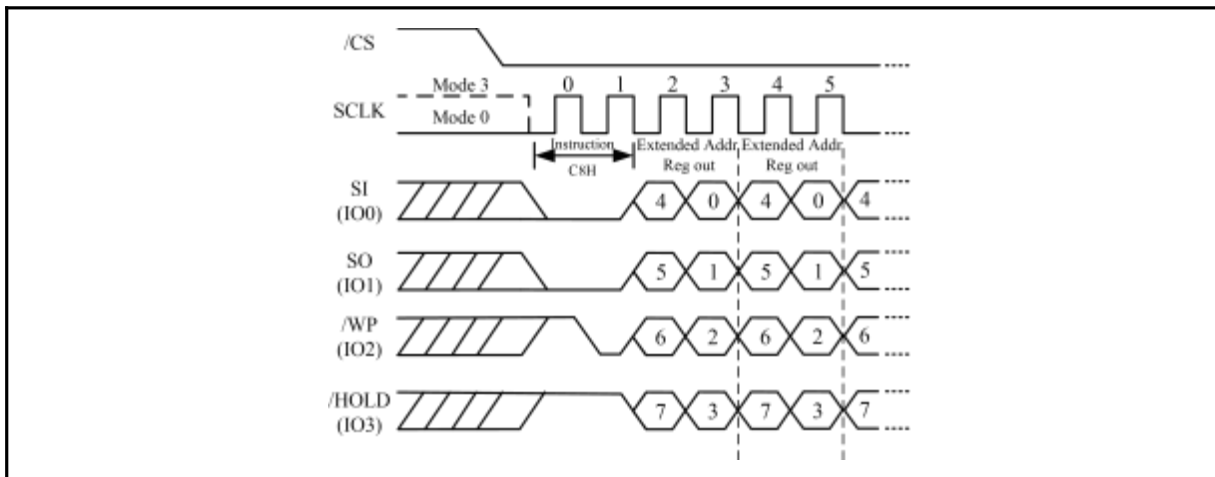 /CS
0 1 2 3 4 5
Mode 3
SCLK
Mode 0
Instruction Extended Addr Extended Addr
C8H Reg out Reg out
SI
(IO0)
4 0 4 0 4
SO
(IO1)
5 1 5 1 5
/WP
(IO2)
6 2 6 2 6
/HOLD
(IO3)
7 3 7 3 7